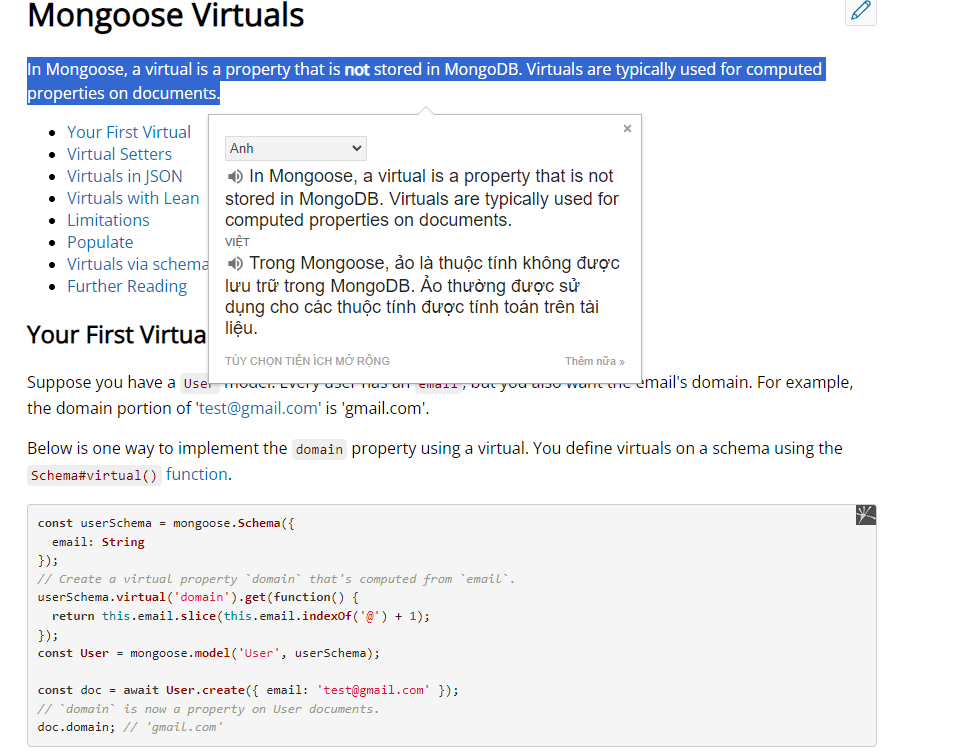 Mongoose Virtuals
In Mongoose, a virtual is a property that is not stored in MongoDB. Virtuals are typically used for computed
properties on documents.
Your First Virtual
Virtual Setters
Virtuals in JSON
Virtuals with Lean
Limitations
Populate
Virtuals via schema
Further Reading
×
Anh
In Mongoose, a virtual is a property that is not
stored in MongoDB. Virtuals are typically used for
computed properties on documents.
VIỆT
Trong Mongoose, ảo là thuộc tính không được
lưu trữ trong MongoDB. Ảo thường được sử
dụng cho các thuộc tính được tính toán trên tài
liệu.
TÙY CHỌN TIỆN ÍCH MỞ RỘNG
Thêm nữa »
Your First Virtua
Suppose you have a User model. Every user has an email, but you also want the email's domain. For example,
the domain portion of 'test@gmail.com' is 'gmail.com'.
Below is one way to implement the domain property using a virtual. You define virtuals on a schema using the
Schema#virtual() function.
const userSchema = mongoose.Schema({
  email: String
});
// Create a virtual property `domain` that's computed from `email`.
userSchema.virtual('domain').get(function() {
  return this.email.slice(this.email.indexOf('@') + 1);
});
const User = mongoose.model('User', userSchema);
const doc = await User.create({ email: 'test@gmail.com' });
// `domain` is now a property on User documents.
doc.domain; // 'gmail.com'